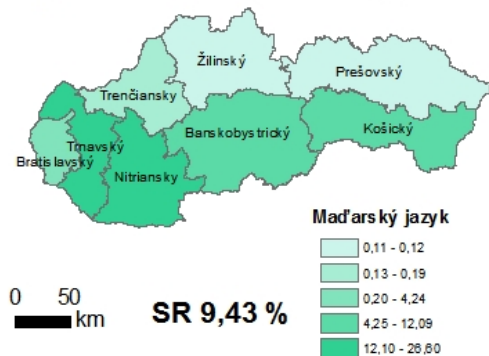 Žilinský
Prešovský
Trenčiansky
Banskobystrický
Košický
Trnavský
Bratislavský
Nitriansky
Maďarský jazyk
0,11 - 0,12
0,13 - 0,19
0,20 - 4,24
4,25 - 12,09
12,10 - 26,60
0 50
km
SR 9,43 %